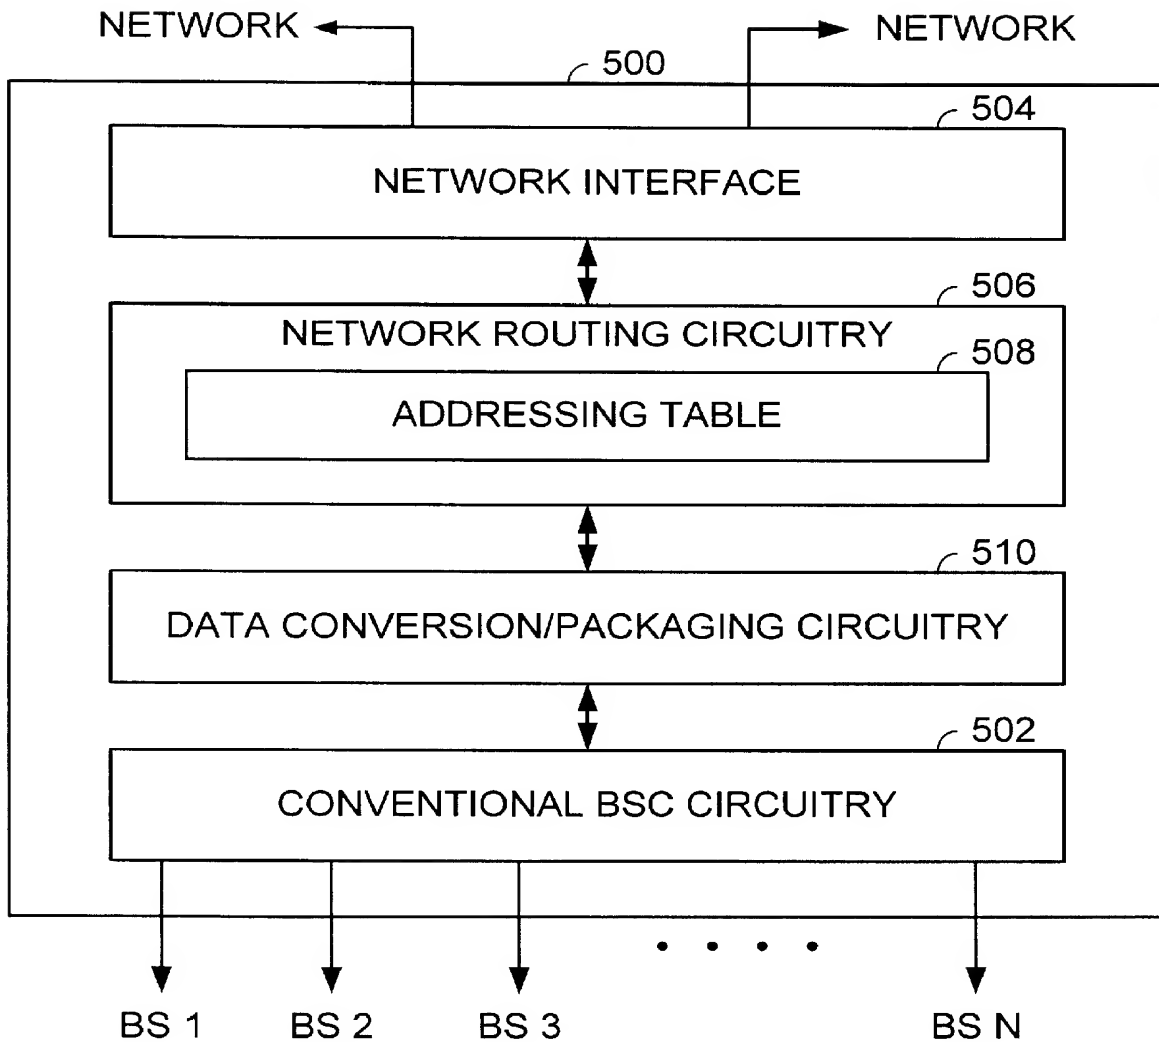 NETWORK NETWORK
500
504
NETWORK INTERFACE
506
NETWORK ROUTING CIRCUITRY
508
ADDRESSING TABLE
510
DATA CONVERSION/PACKAGING CIRCUITRY
502
CONVENTIONAL BSC CIRCUITRY
BS 1 BS 2 BS 3 BS N